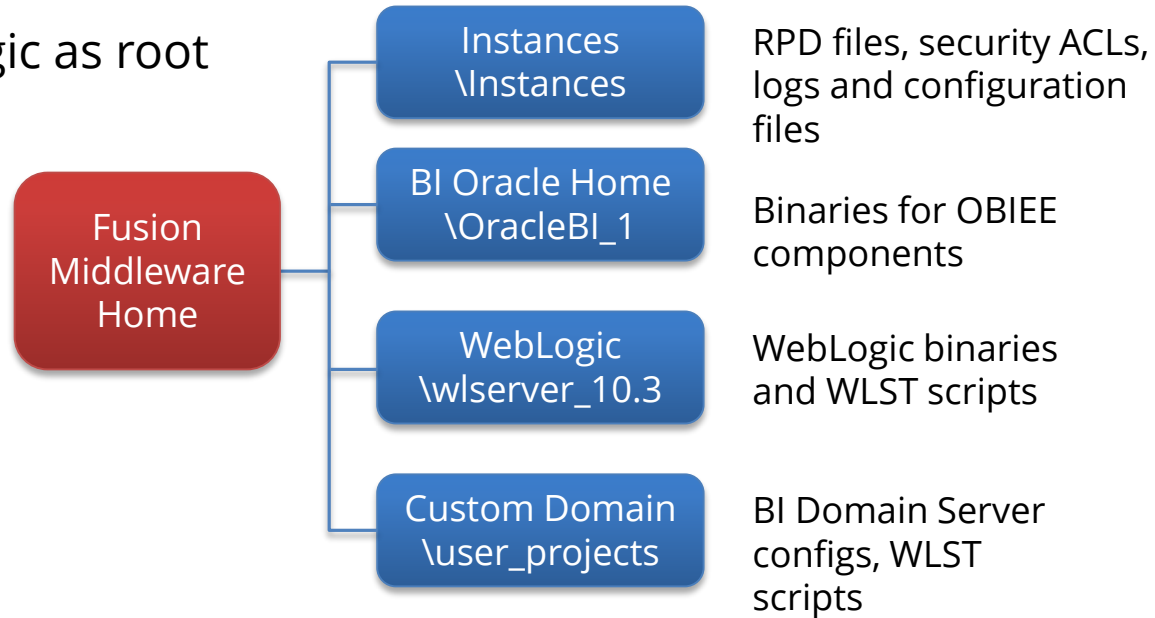 as root
Fusion
Middleware
Home
Instances
\Instances
RPD files, security ACLs,
logs and configuration
files
BI Oracle Home
\OracleBI_1
Binaries for OBIEE
components
WebLogic
\wlserver_10.3
WebLogic binaries
and WLST scripts
Custom Domain
\user_projects
BI Domain Server
configs, WLST
scripts